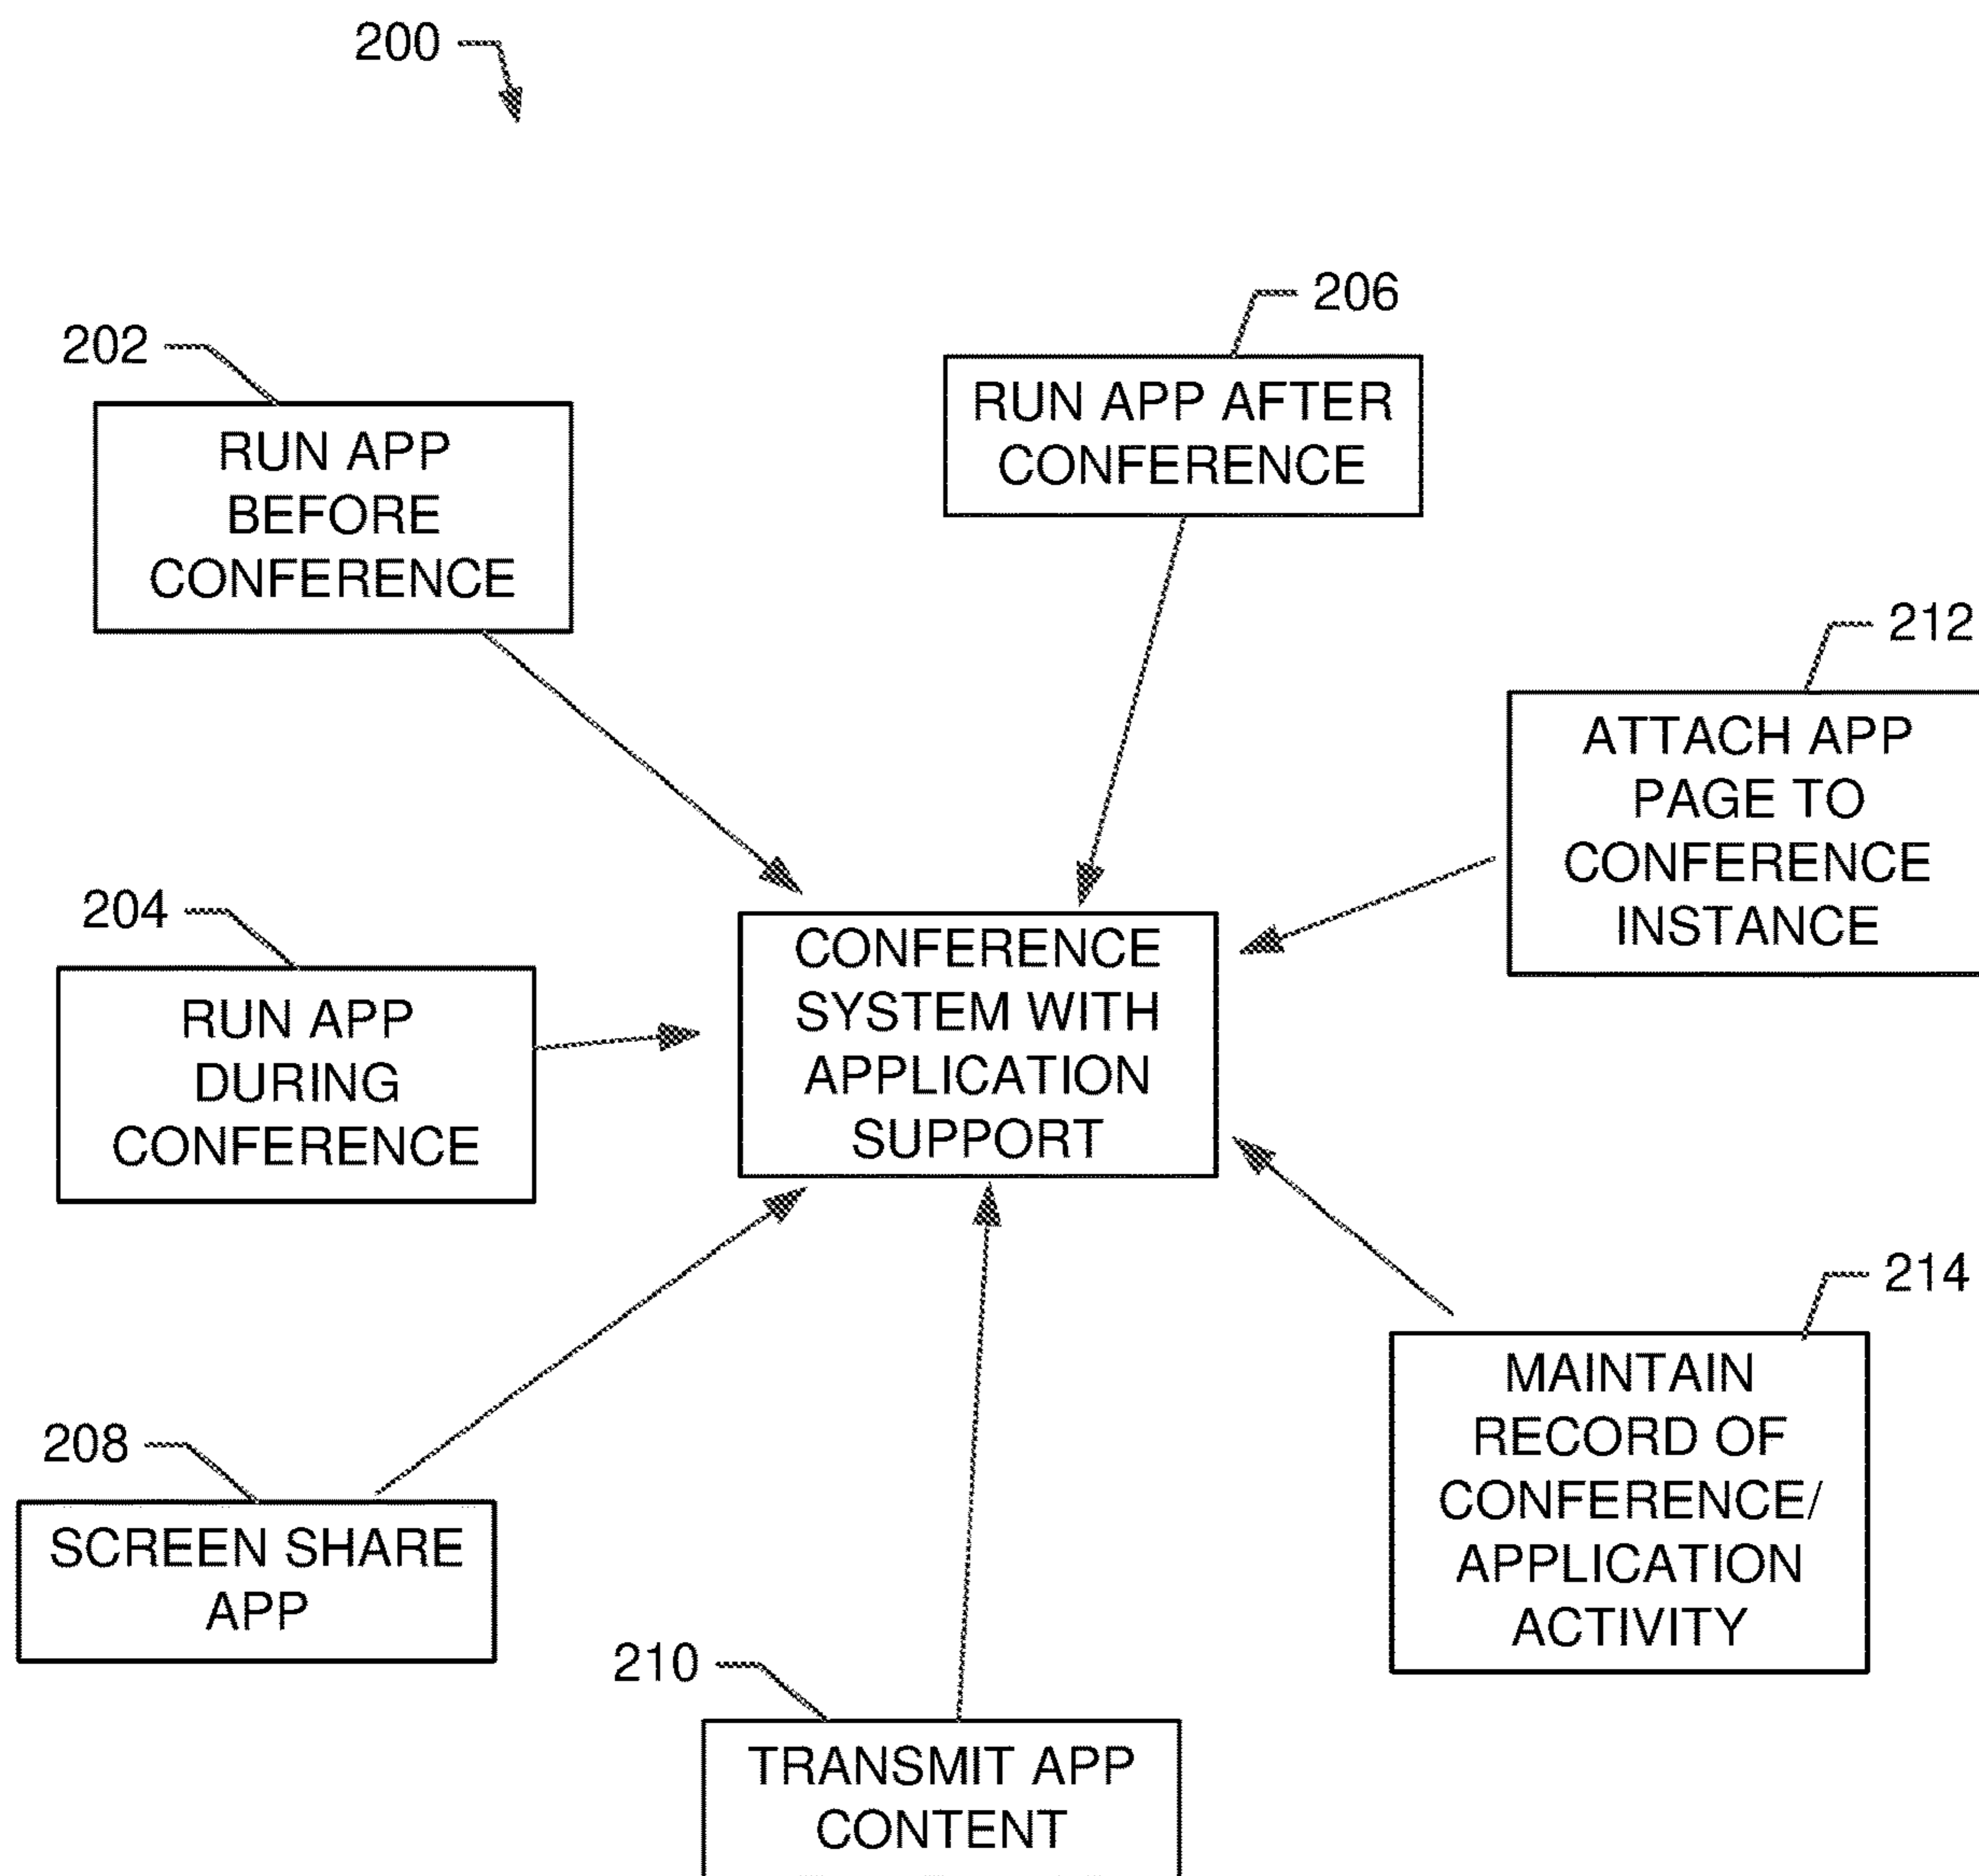 200
206
RUN APP AFTER
CONFERENCE
202
RUN APP
BEFORE
CONFERENCE
212
ATTACH APP
PAGE TO
CONFERENCE
INSTANCE
204
RUN APP
DURING
CONFERENCE
CONFERENCE
SYSTEM WITH
APPLICATION
SUPPORT
214
MAINTAIN
RECORD OF
CONFERENCE/
APPLICATION
ACTIVITY
208
SCREEN SHARE
APP
210
TRANSMIT APP
CONTENT